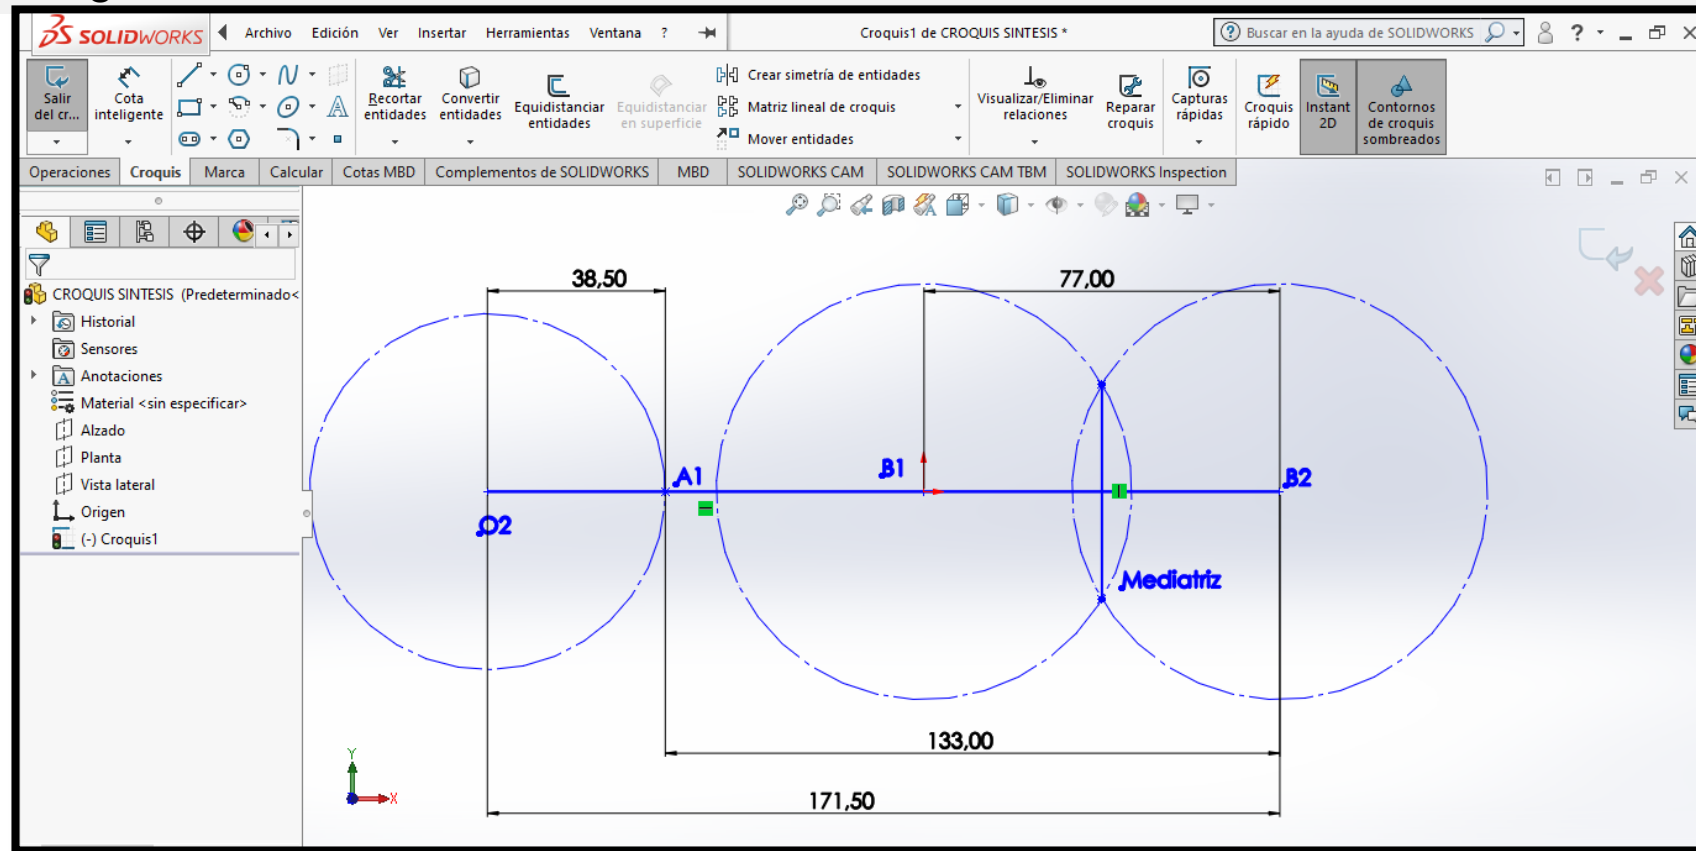 SOLIDWORKS
Archivo Edición Ver Insertar Herramientas Ventana ?
Croquis1 de CROQUIS SINTESIS *
Buscar en la ayuda de SOLIDWORKS
?
Salir del cr...
Cota inteligente
Recortar entidades
Convertir entidades
Equidistanciar entidades
Equidistanciar en superficie
Crear simetría de entidades
Matriz lineal de croquis
Mover entidades
Visualizar/Eliminar relaciones
Reparar croquis
Capturas rápidas
Croquis rápido
Instant 2D
Contornos de croquis sombreados
Operaciones Croquis Marca Calcular Cotas MBD Complementos de SOLIDWORKS MBD SOLIDWORKS CAM SOLIDWORKS CAM TBM SOLIDWORKS Inspection
CROQUIS SINTESIS (Predeterminado<
Historial
Sensores
Anotaciones
Material <sin especificar>
Alzado
Planta
Vista lateral
Origen
(-) Croquis1
38,50
77,00
A1
B1
B2
O2
Mediatriz
133,00
171,50
Y
X